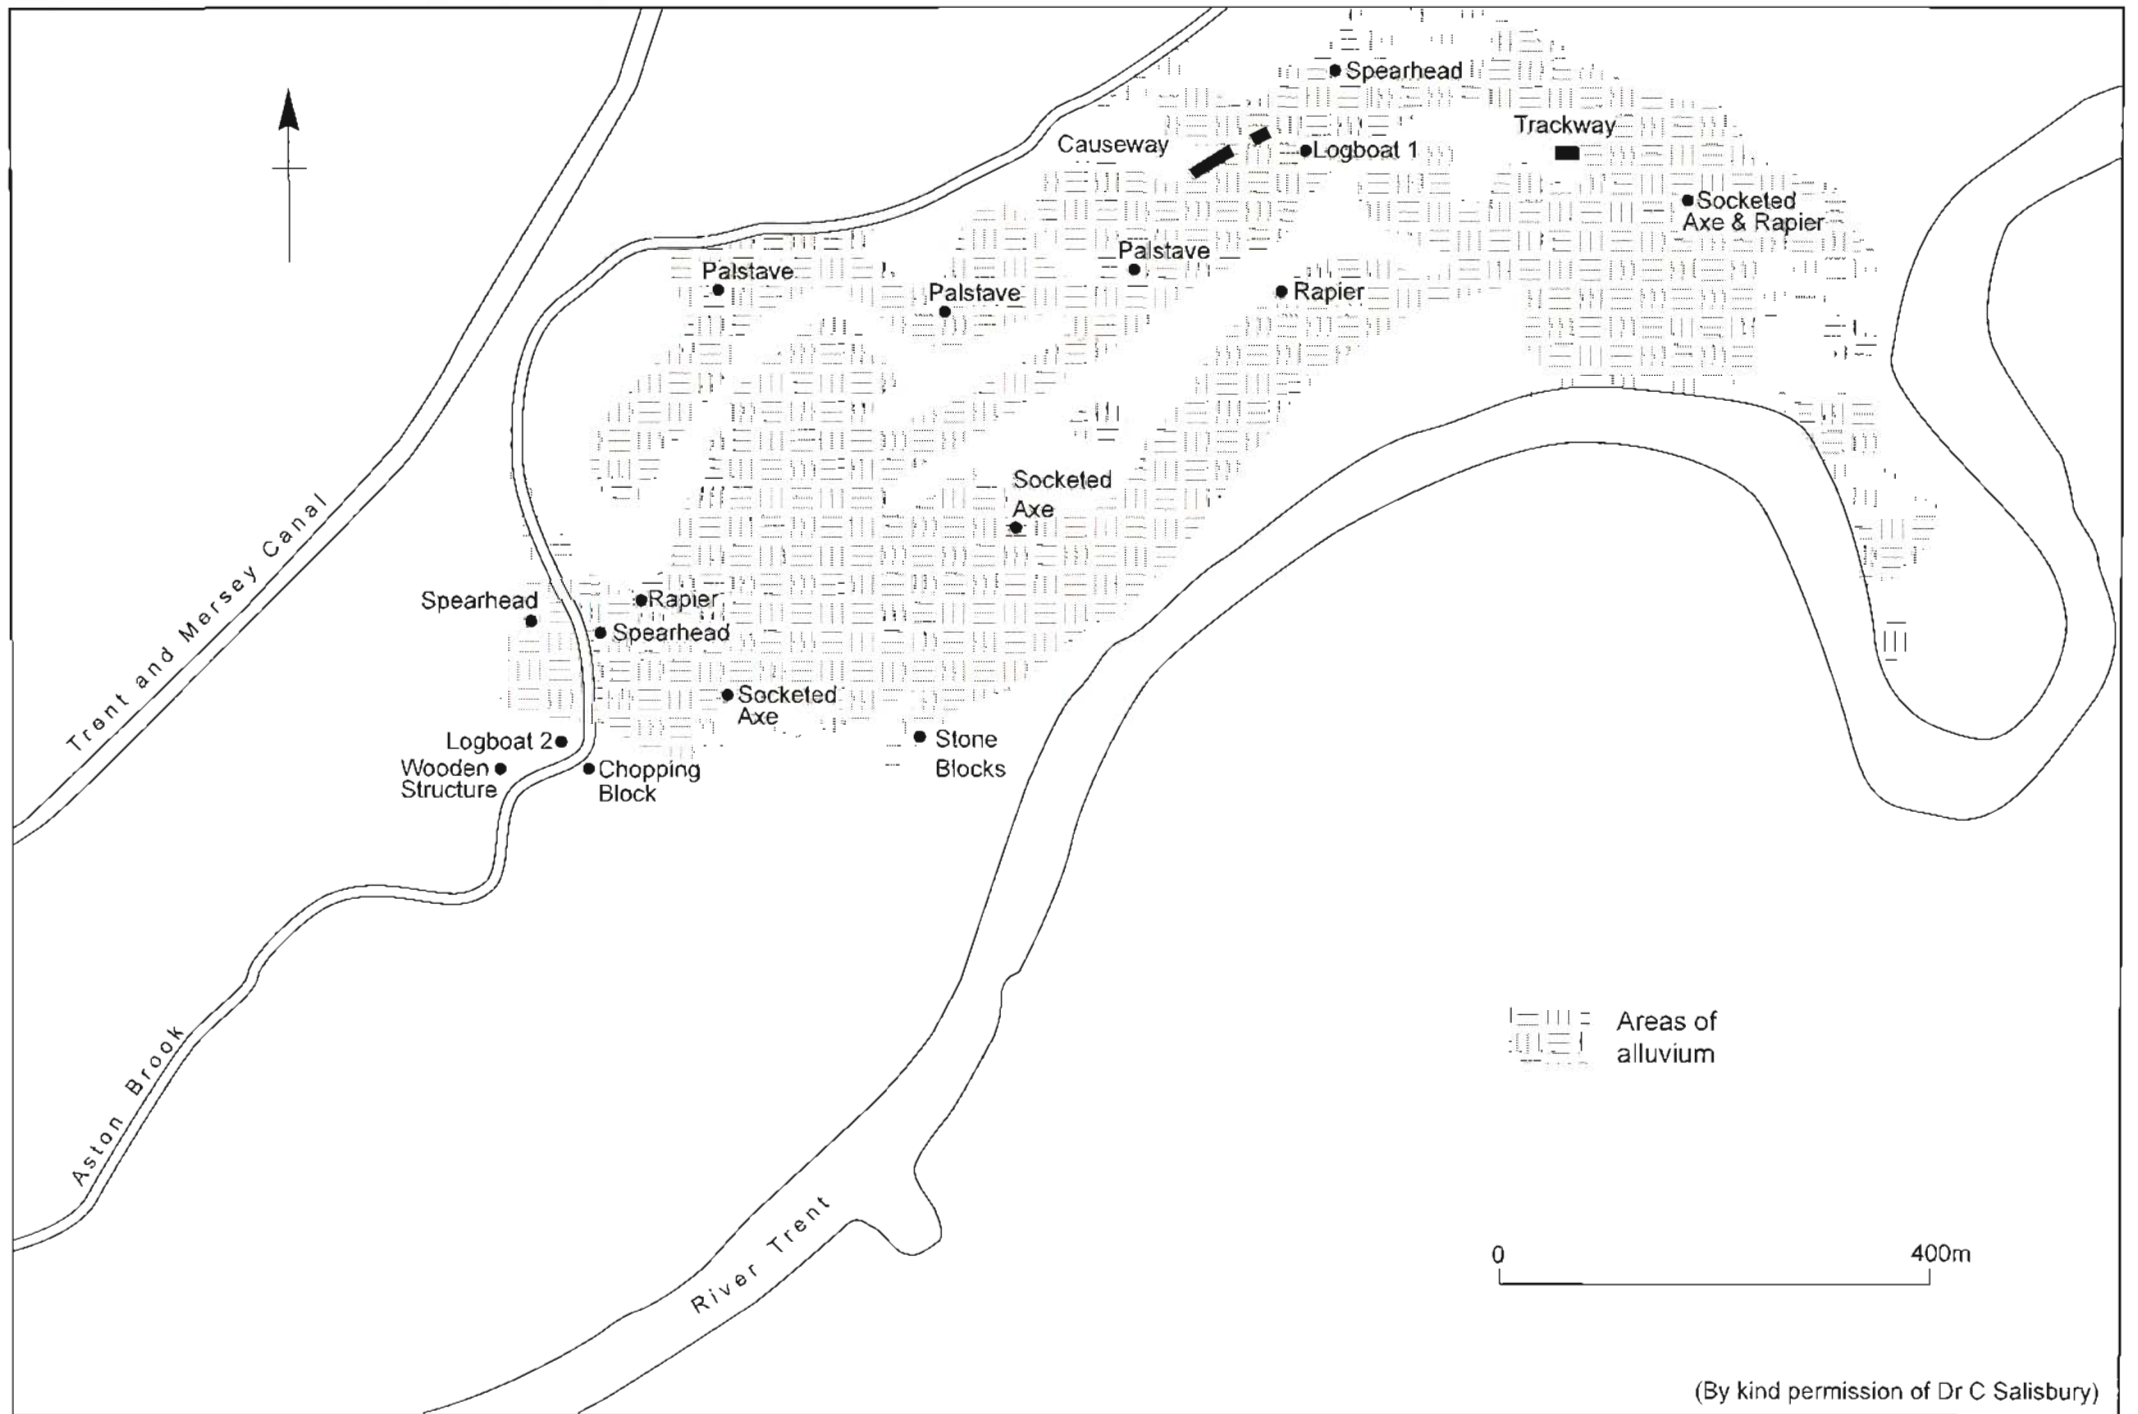 Spearhead
Causeway
Trackway
Logboat 1
Socketed
Axe & Rapier
Palstave
Palstave
Palstave
Rapier
Socketed
Axe
Trent and Mersey Canal
Spearhead
Rapier
Spearhead
Socketed
Axe
Logboat 2
Stone
Blocks
Wooden
Structure
Chopping
Block
Aston Brook
River Trent
Areas of
alluvium
0
400m
(By kind permission of Dr C Salisbury)